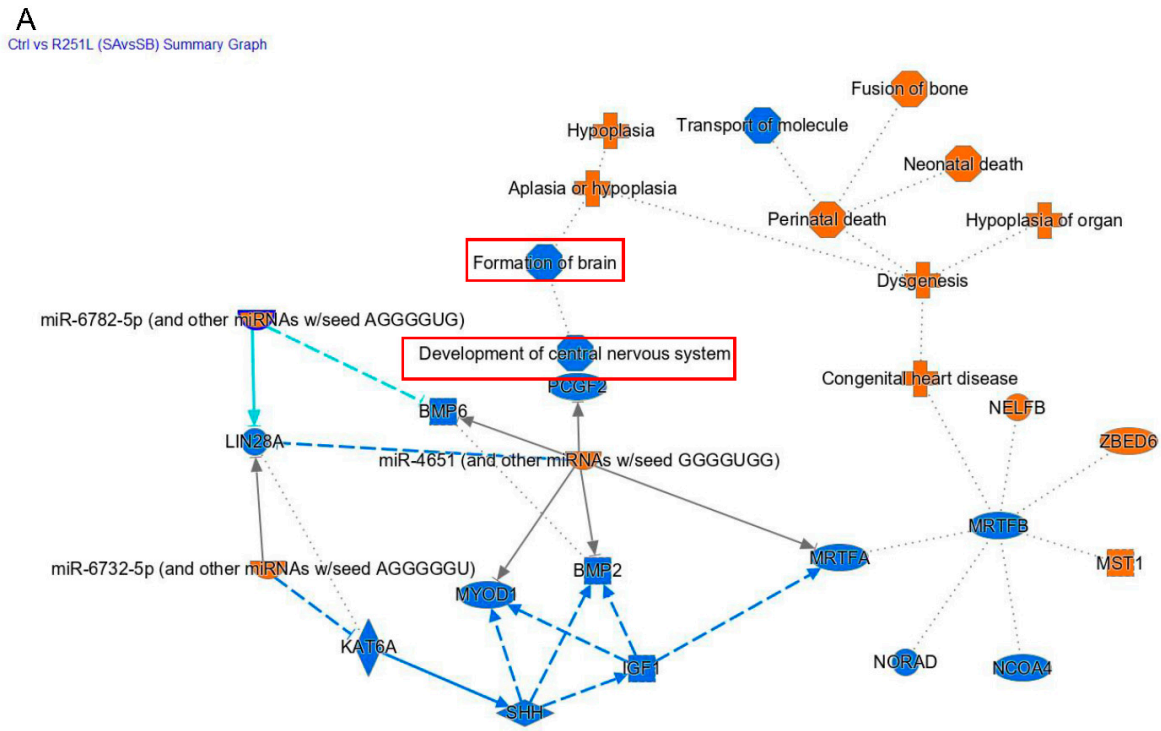 A
Ctrl vs R251L (SAvsSB) Summary Graph
Fusion of bone
Hypoplasia
Transport of molecule
Neonatal death
Aplasia or hypoplasia
Perinatal death
Hypoplasia of organ
Formation of brain
Dysgenesis
miR-6782-5p (and other miRNAs w/seed AGGGGUG)
Development of central nervous system
PCGF2
Congenital heart disease
BMP6
NELFB
LIN28A
ZBED6
miR-4651 (and other miRNAs w/seed GGGGUGG)
MRTFB
MRTFA
MST1
miR-6732-5p (and other miRNAs w/seed AGGGGGU)
BMP2
MYOD1
KAT6A
IGF1
NORAD
NCOA4
SHH